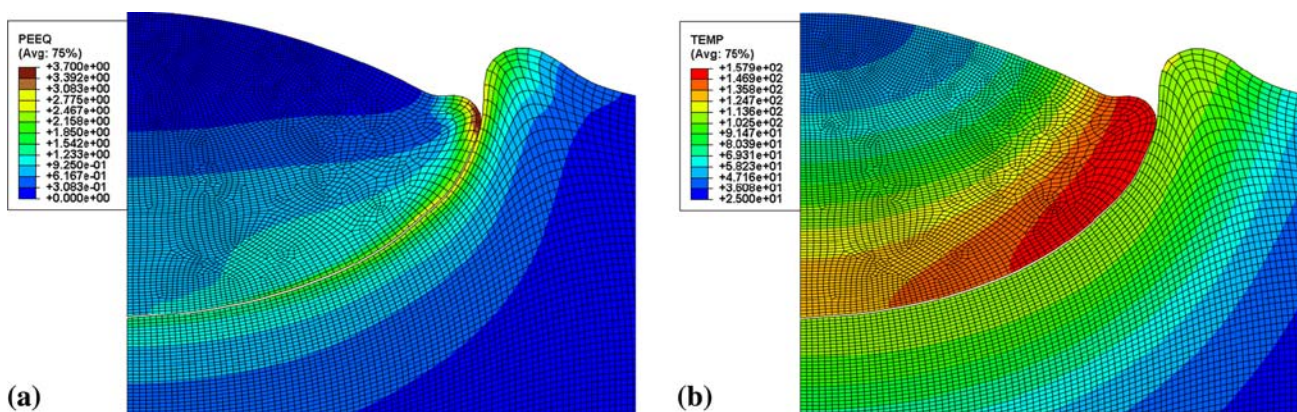 PEEQ
(Avg: 75%)
+3.700e+00
+3.392e+00
+3.083e+00
+2.775e+00
+2.467e+00
+2.158e+00
+1.850e+00
+1.542e+00
+1.233e+00
+9.250e-01
+6.167e-01
+3.083e-01
+0.000e+00
(a)
TEMP
(Avg: 75%)
+1.579e+02
+1.469e+02
+1.358e+02
+1.247e+02
+1.136e+02
+1.025e+02
+9.147e+01
+8.039e+01
+6.931e+01
+5.823e+01
+4.716e+01
+3.608e+01
+2.500e+01
(b)